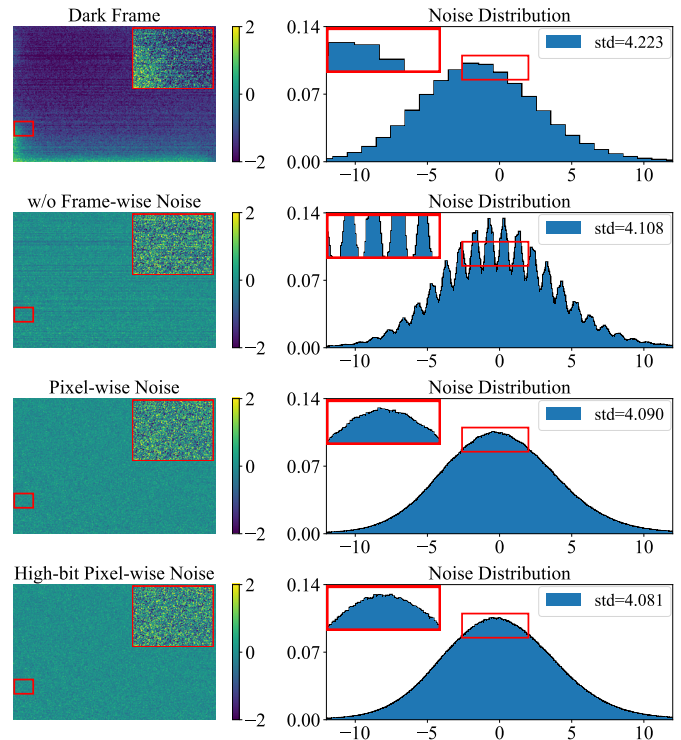 Dark Frame
Noise Distribution
2
0
−2
0.14
0.07
0.00
std=4.223
−10 −5 0 5 10
w/o Frame-wise Noise
Noise Distribution
2
0
−2
0.14
0.07
0.00
std=4.108
−10 −5 0 5 10
Pixel-wise Noise
Noise Distribution
2
0
−2
0.14
0.07
0.00
std=4.090
−10 −5 0 5 10
High-bit Pixel-wise Noise
Noise Distribution
2
0
−2
0.14
0.07
0.00
std=4.081
−10 −5 0 5 10